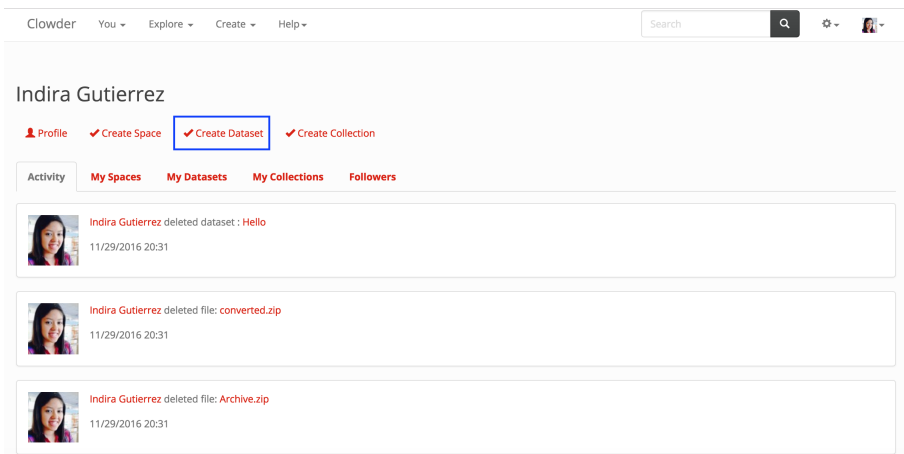 Clowder You Explore Create Help Search
Indira Gutierrez
Profile Create Space Create Dataset Create Collection
Activity My Spaces My Datasets My Collections Followers
Indira Gutierrez deleted dataset : Hello
11/29/2016 20:31
Indira Gutierrez deleted file: converted.zip
11/29/2016 20:31
Indira Gutierrez deleted file: Archive.zip
11/29/2016 20:31